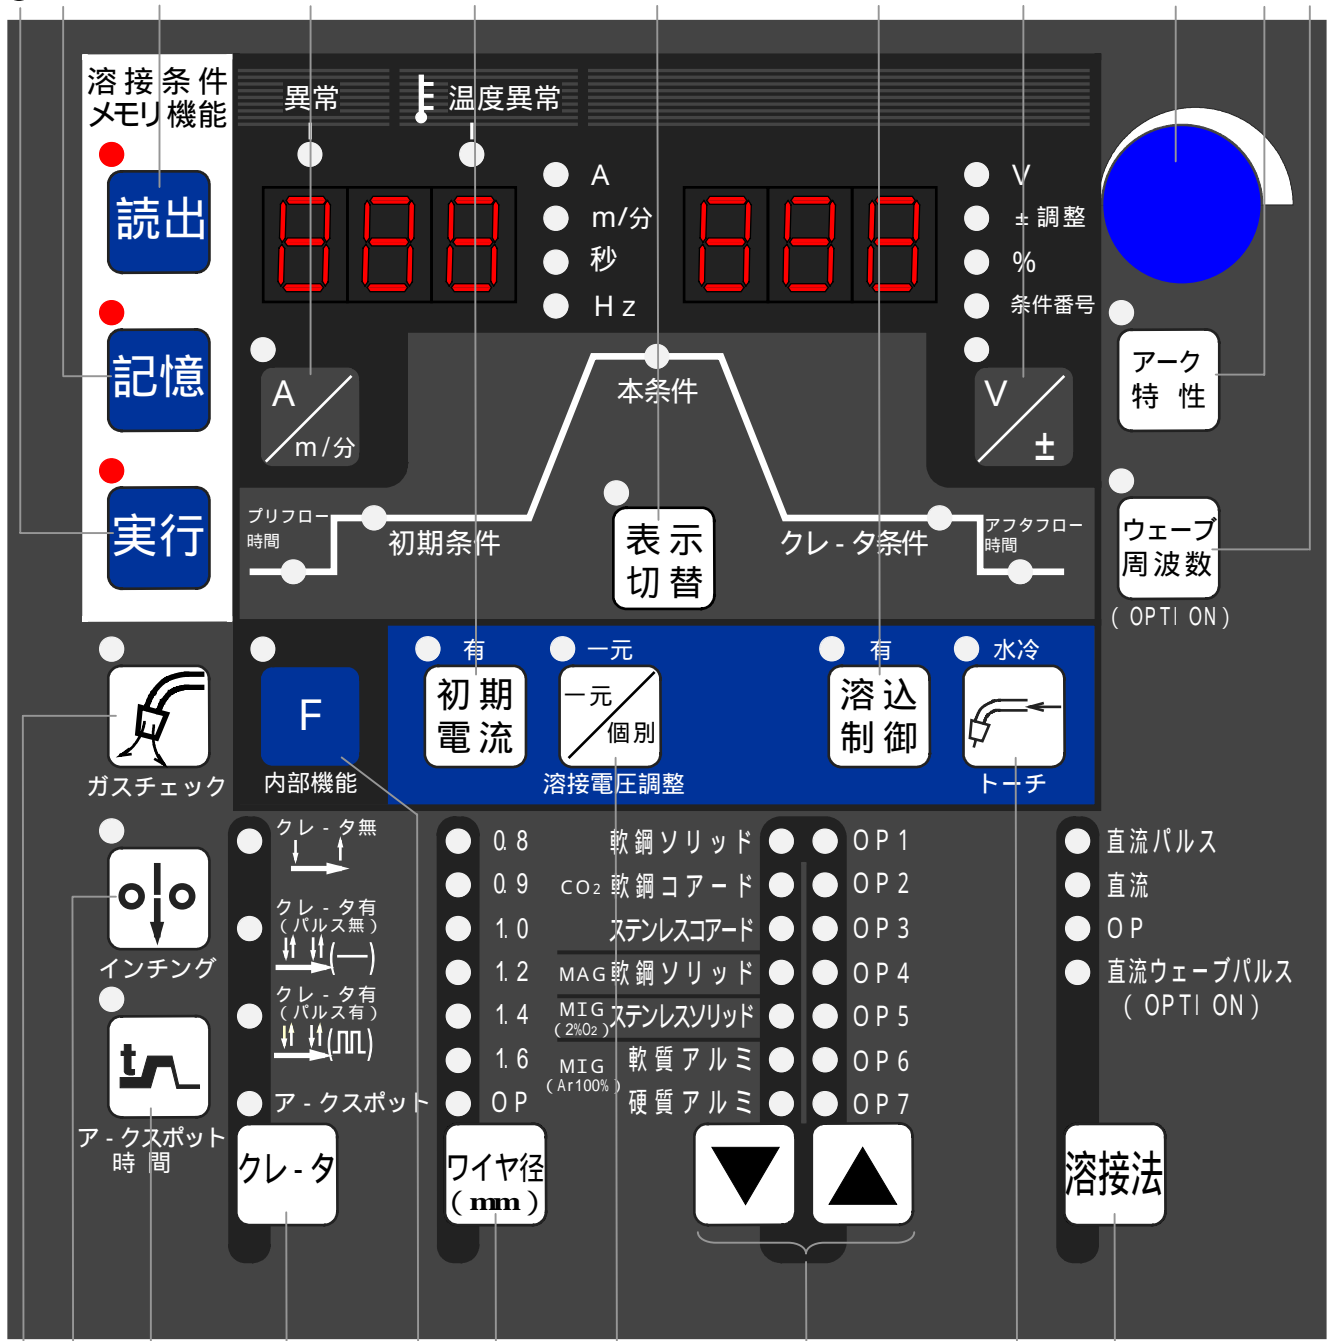 溶接条件
メモリ機能
異常
温度異常
読出
記憶
実行
A
m/分
秒
Hz
V
±調整
%
条件番号
A
m/分
V
±
本条件
プリフロー
時間
初期条件
表示
切替
クレ-タ条件
アフタフロー
時間
アーク
特性
ウェーブ
周波数
(OPTION)
ガスチェック
F
内部機能
有
初期
電流
一元
一元
個別
溶接電圧調整
有
溶込
制御
水冷
トーチ
インチング
t
ア-クスポット
時間
クレ-タ無
クレ-タ有
(パルス無)
クレ-タ有
(パルス有)
ア-クスポット
クレ-タ
0.8
0.9
1.0
1.2
1.4
1.6
OP
ワイヤ径
(mm)
軟鋼ソリッド
CO2 軟鋼コアード
ステンレスコアード
MAG 軟鋼ソリッド
MIG
(2%O2) ステンレスソリッド
MIG
(Ar100%)
軟質アルミ
硬質アルミ
OP1
OP2
OP3
OP4
OP5
OP6
OP7
▼
▲
直流パルス
直流
OP
直流ウェーブパルス
(OPTION)
溶接法